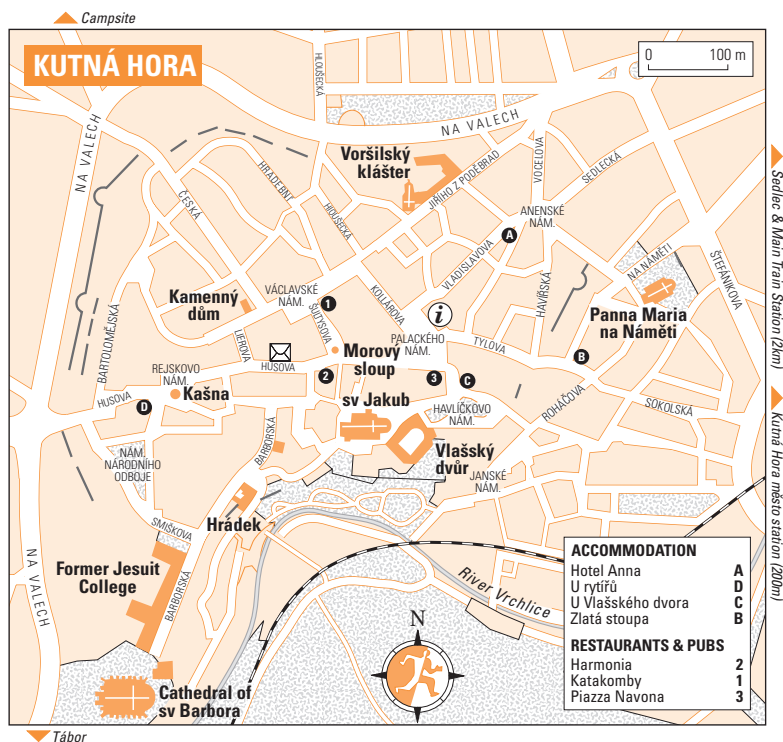 Campsite
KUTNÁ HORA
0 100 m
HLOUŠECKÁ
NA VALECH
NA VALECH
Voršilský
klášter
JIŘÍHO Z PODĚBRAD
VOCELOVA
SEDLECKÁ
HRADEBNÝ
HlOUŠECKÁ
ČESKÁ
ANENSKÉ
NÁM.
A
VLADISLAVOVA
NA NÁMĚTI
ŠTEFÁNIKOVA
Sedlec & Main Train Station (2km)
Kamenný
dům
VÁCLAVSKÉ
NÁM.
1
ŠULTYSOVA
KOLLÁROVA
i
HAVÍŘSKÁ
Panna Maria
na Náměti
BARTOLOMĚJSKÁ
LIEROVA
PALACKÉHO
NÁM.
TYLOVA
B
Morový
sloup
HUSOVA
REJSKOVO
NÁM.
2
3
C
Kašna
HUSOVA
D
sv Jakub
HAVLÍČKOVO
NÁM.
ROHÁČOVA
SOKOLSKÁ
Kutná Hora město station (200m)
BARBORSKÁ
Vlašský
dvůr
NÁM.
NÁRODNÍHO
ODBOJE
JANSKÉ
NÁM.
Hrádek
SMIŠKOVA
Former Jesuit
College
BARBORSKÁ
NA VALECH
River Vrchlice
N
Cathedral of
sv Barbora
ACCOMMODATION
Hotel Anna A
U rytířů D
U Vlašského dvora C
Zlatá stoupa B
RESTAURANTS & PUBS
Harmonia 2
Katakomby 1
Piazza Navona 3
Tábor